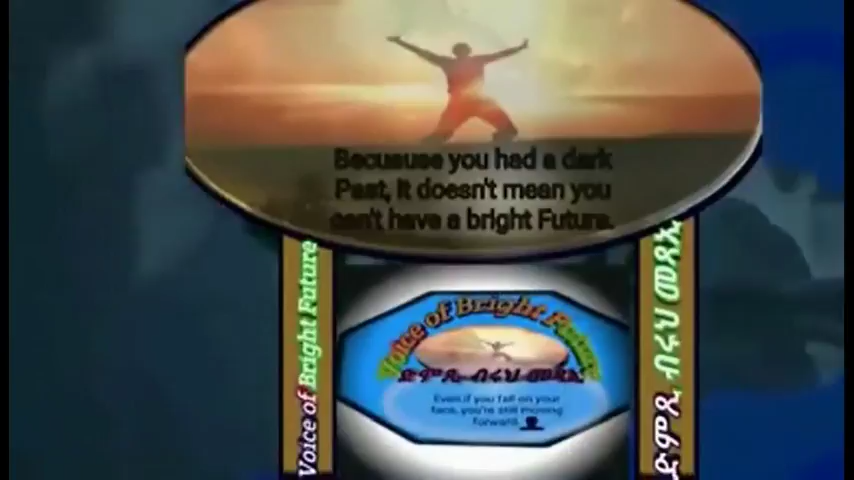 Becuause you had a dark
Past, it doesn't mean you
can't have a bright Future.
Voice of Bright Future
Voice of Bright Future
ድምጺ ብሩህ መጻኢ
Even if you fall on your
face, you're still moving
forward.
ድምጺ ብሩህ መጻኢ